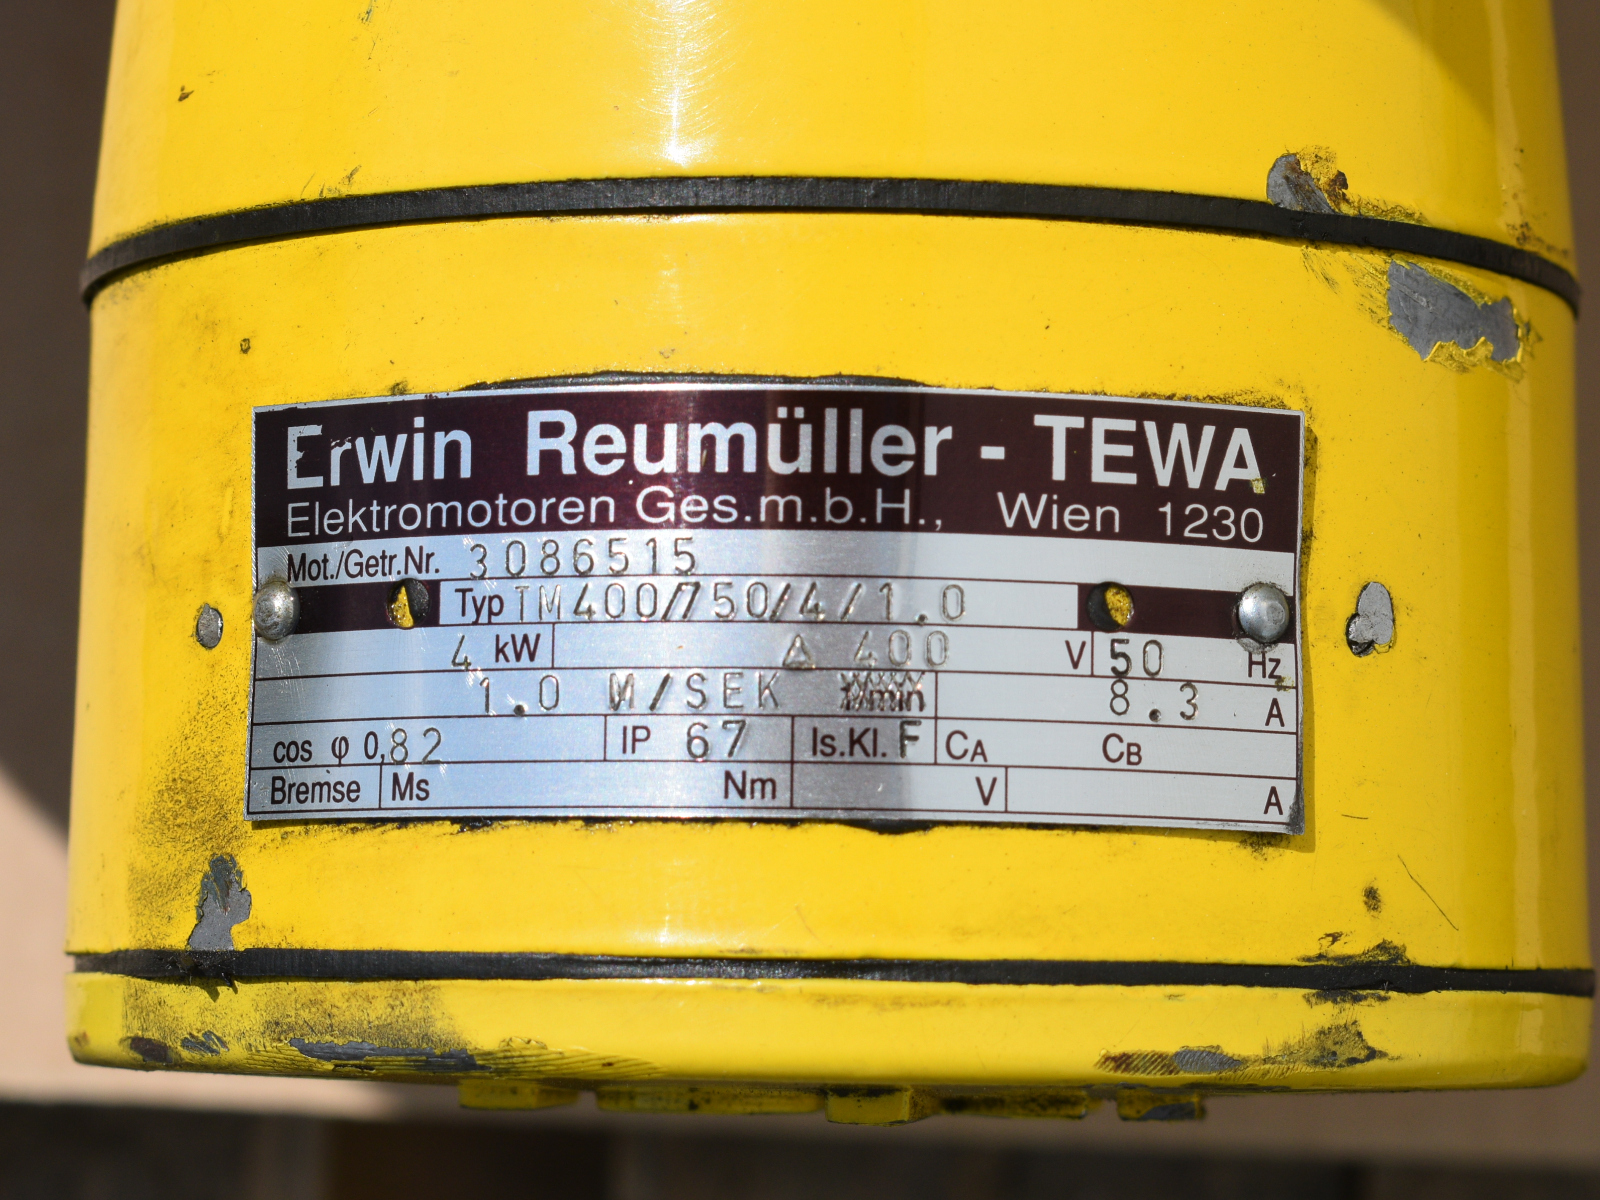 Erwin Reumüller - TEWA
Elektromotoren Ges.m.b.H., Wien 1230
Mot./Getr.Nr. 3086515
Typ TM400/750/4/1.0
4 kW Δ 400 V 50 Hz
1.0 M/SEK 1/min 8.3 A
cos φ 0,82 IP 67 Is.Kl. F CA CB
Bremse Ms Nm V A